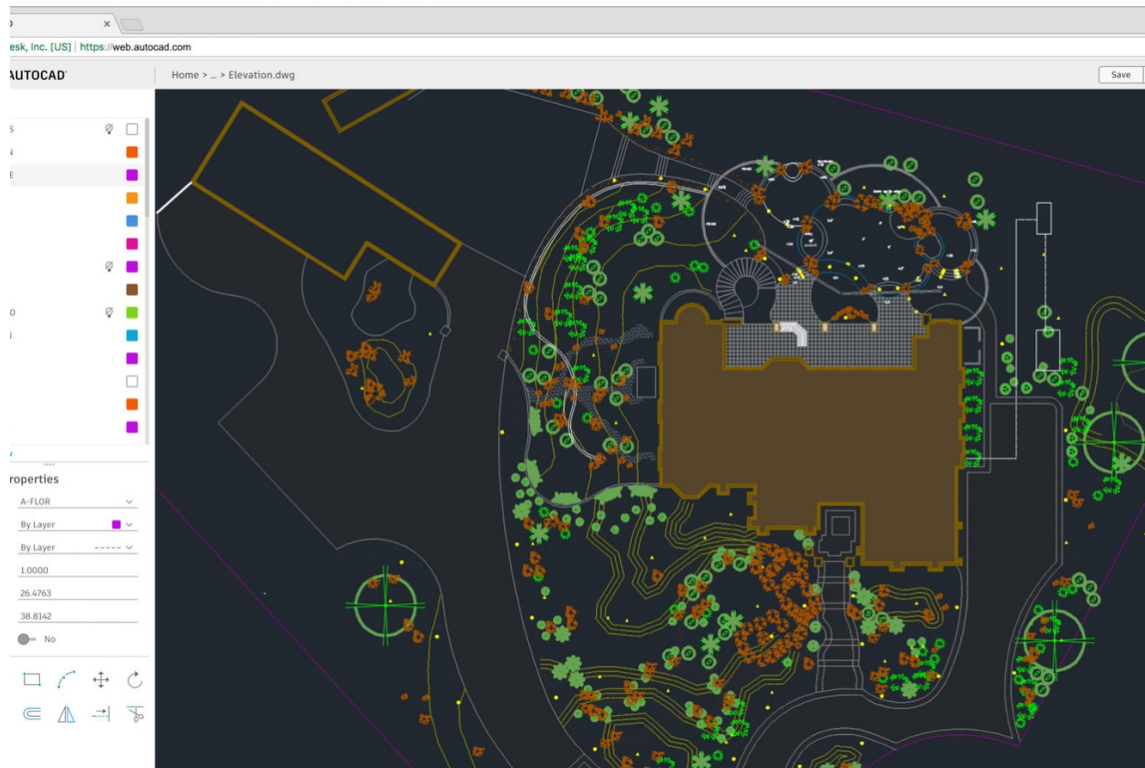 esk, Inc. [US] | https://web.autocad.com
AUTOCAD
Home > ... > Elevation.dwg
Save
roperties
A-FLOR
By Layer
By Layer
1.0000
26.4763
38.8142
No